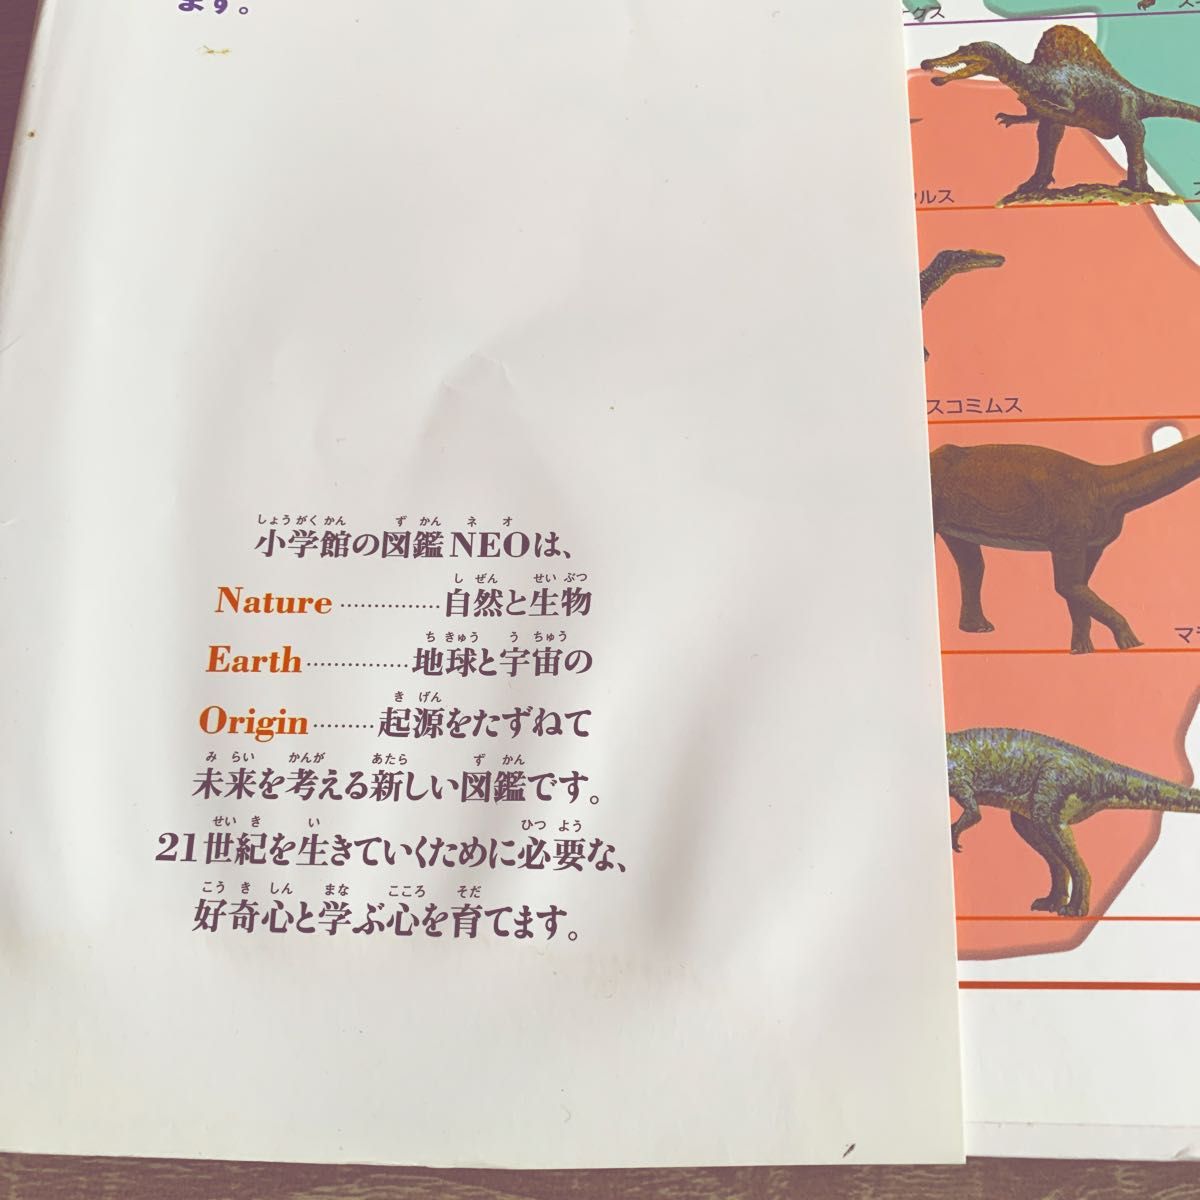 ます。
小学館の図鑑NEOは、
Nature……………自然と生物
Earth……………地球と宇宙の
Origin………起源をたずねて
未来を考える新しい図鑑です。
21世紀を生きていくために必要な、
好奇心と学ぶ心を育てます。
スコミムス